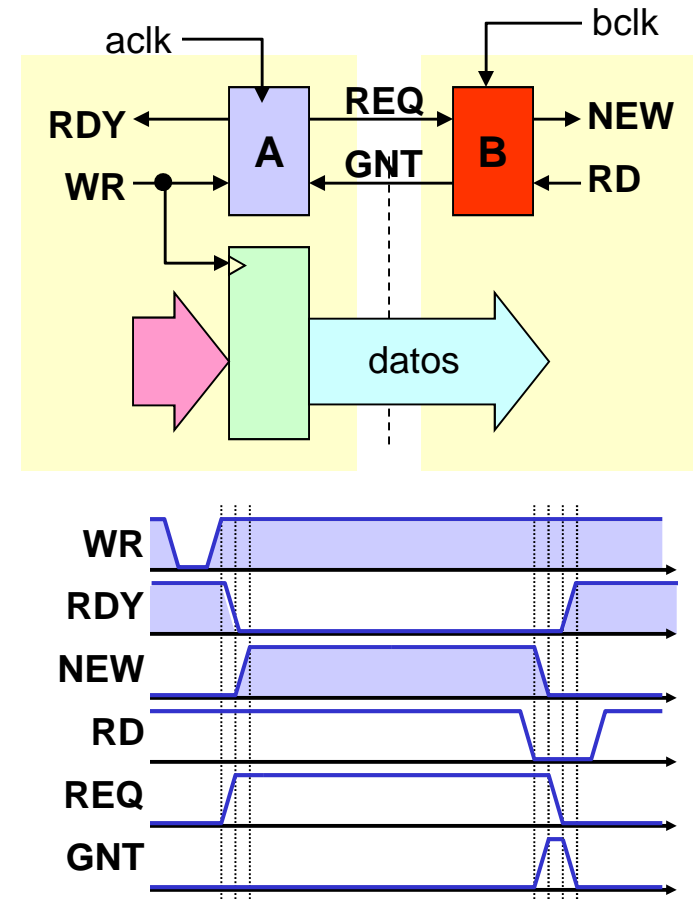 aclk
bclk
RDY
A
REQ
B
NEW
WR
GNT
RD
datos
WR
RDY
NEW
RD
REQ
GNT